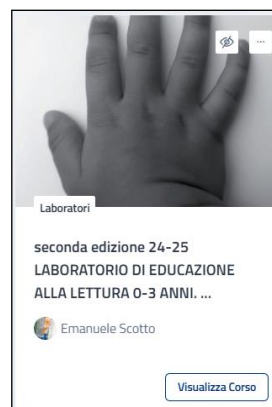 Laboratori
seconda edizione 24-25
LABORATORIO DI EDUCAZIONE
ALLA LETTURA 0-3 ANNI. ...
Emanuele Scotto
Visualizza Corso